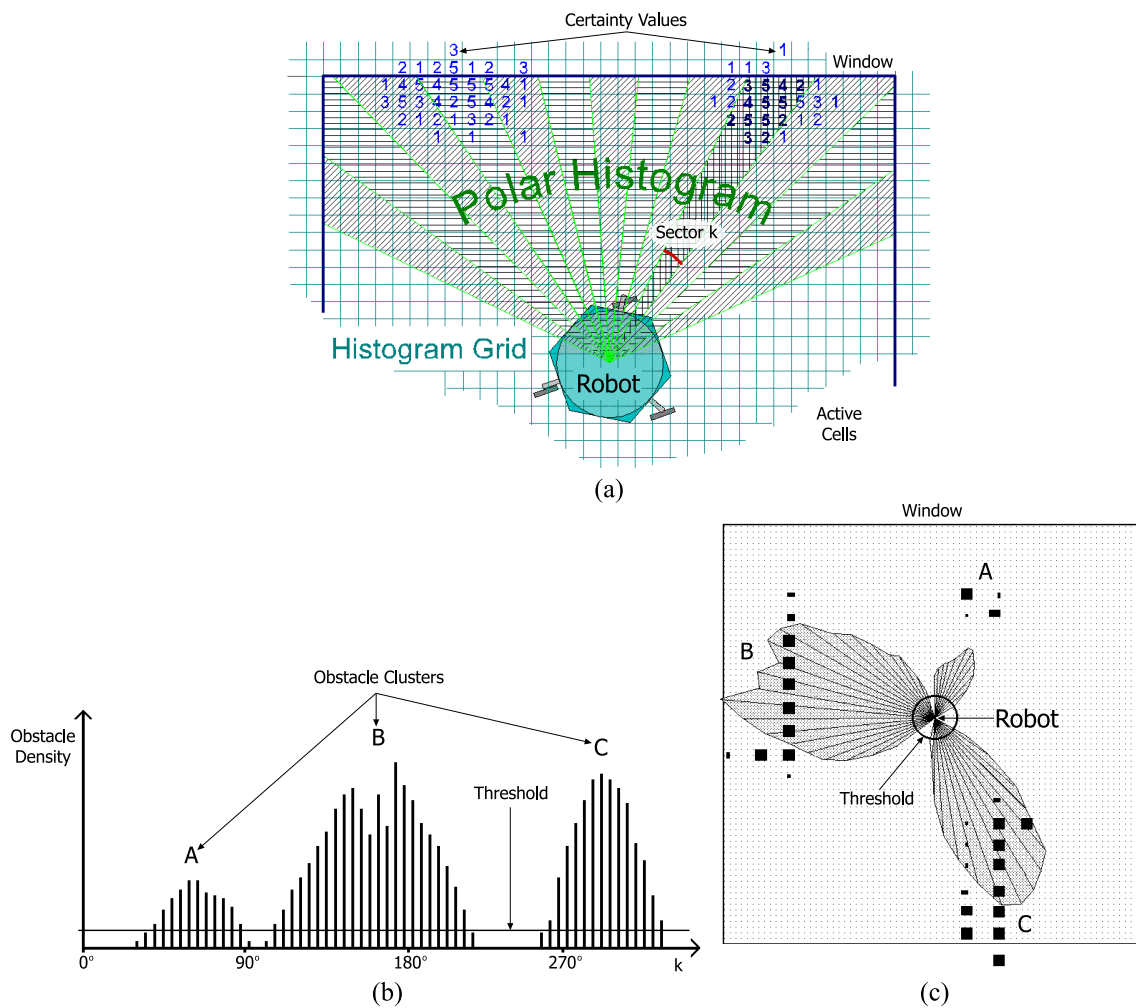 Certainty Values
3 1
Window
2 1 2 5 1 2 3 1 1 3
1 4 5 4 5 5 5 4 1 2 3 5 4 2 1
3 5 3 4 2 5 4 2 1 1 2 4 5 5 5 3 1
2 1 2 1 3 2 1 2 5 5 2 1 2
1 1 1 3 2 1
Polar Histogram
Sector k
Histogram Grid
Robot
Active
Cells
(a)
Obstacle Clusters
Obstacle
Density
A
B
C
Threshold
0° 90° 180° 270° k
(b)
Window
A
B
Robot
Threshold
C
(c)